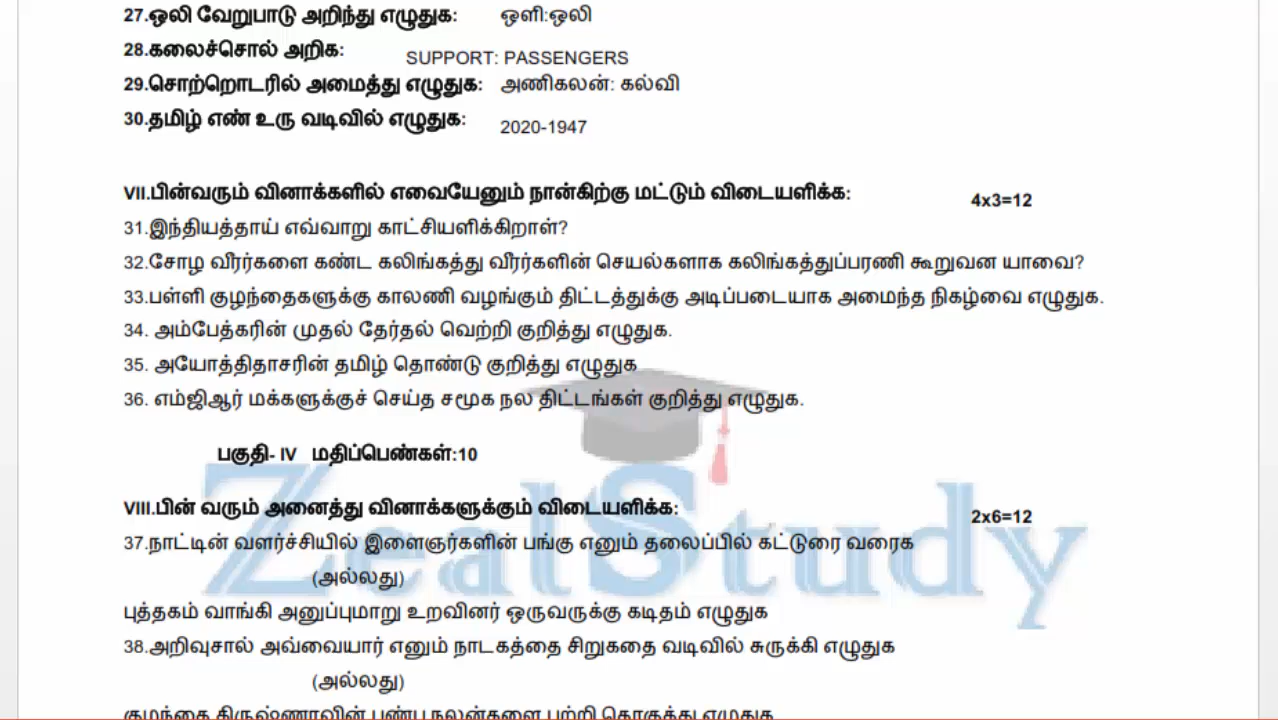 27.ஒலி வேறுபாடு அறிந்து எழுதுக: ஒளி:ஒலி
28.கலைச்சொல் அறிக: SUPPORT: PASSENGERS
29.சொற்றொடரில் அமைத்து எழுதுக: அணிகலன்: கல்வி
30.தமிழ் எண் உரு வடிவில் எழுதுக: 2020-1947
VII.பின்வரும் வினாக்களில் எவையேனும் நான்கிற்கு மட்டும் விடையளிக்க: 4x3=12
31.இந்தியத்தாய் எவ்வாறு காட்சியளிக்கிறாள்?
32.சோழ வீரர்களை கண்ட கலிங்கத்து வீரர்களின் செயல்களாக கலிங்கத்துப்பரணி கூறுவன யாவை?
33.பள்ளி குழந்தைகளுக்கு காலணி வழங்கும் திட்டத்துக்கு அடிப்படையாக அமைந்த நிகழ்வை எழுதுக.
34. அம்பேத்கரின் முதல் தேர்தல் வெற்றி குறித்து எழுதுக.
35. அயோத்திதாசரின் தமிழ் தொண்டு குறித்து எழுதுக
36. எம்ஜிஆர் மக்களுக்குச் செய்த சமூக நல திட்டங்கள் குறித்து எழுதுக.
பகுதி- IV மதிப்பெண்கள்:10
VIII.பின் வரும் அனைத்து வினாக்களுக்கும் விடையளிக்க: 2x6=12
37.நாட்டின் வளர்ச்சியில் இளைஞர்களின் பங்கு எனும் தலைப்பில் கட்டுரை வரைக
(அல்லது)
புத்தகம் வாங்கி அனுப்புமாறு உறவினர் ஒருவருக்கு கடிதம் எழுதுக
38.அறிவுசால் அவ்வையார் எனும் நாடகத்தை சிறுகதை வடிவில் சுருக்கி எழுதுக
(அல்லது)
குழந்தை கிருஷ்ணாவின் பண்பு நலன்களை பற்றி தொகுத்து எழுதுக
ZealStudy